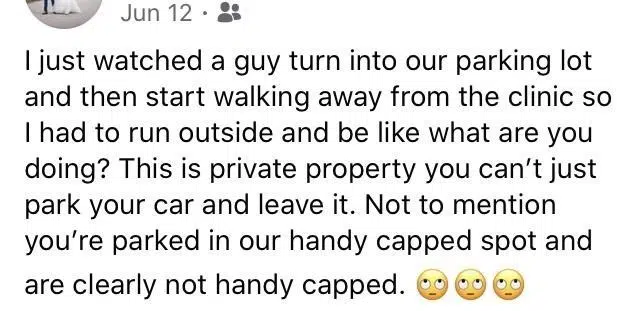 Jun 12 ·
I just watched a guy turn into our parking lot
and then start walking away from the clinic so
I had to run outside and be like what are you
doing? This is private property you can’t just
park your car and leave it. Not to mention
you’re parked in our handy capped spot and
are clearly not handy capped. 🙄🙄🙄